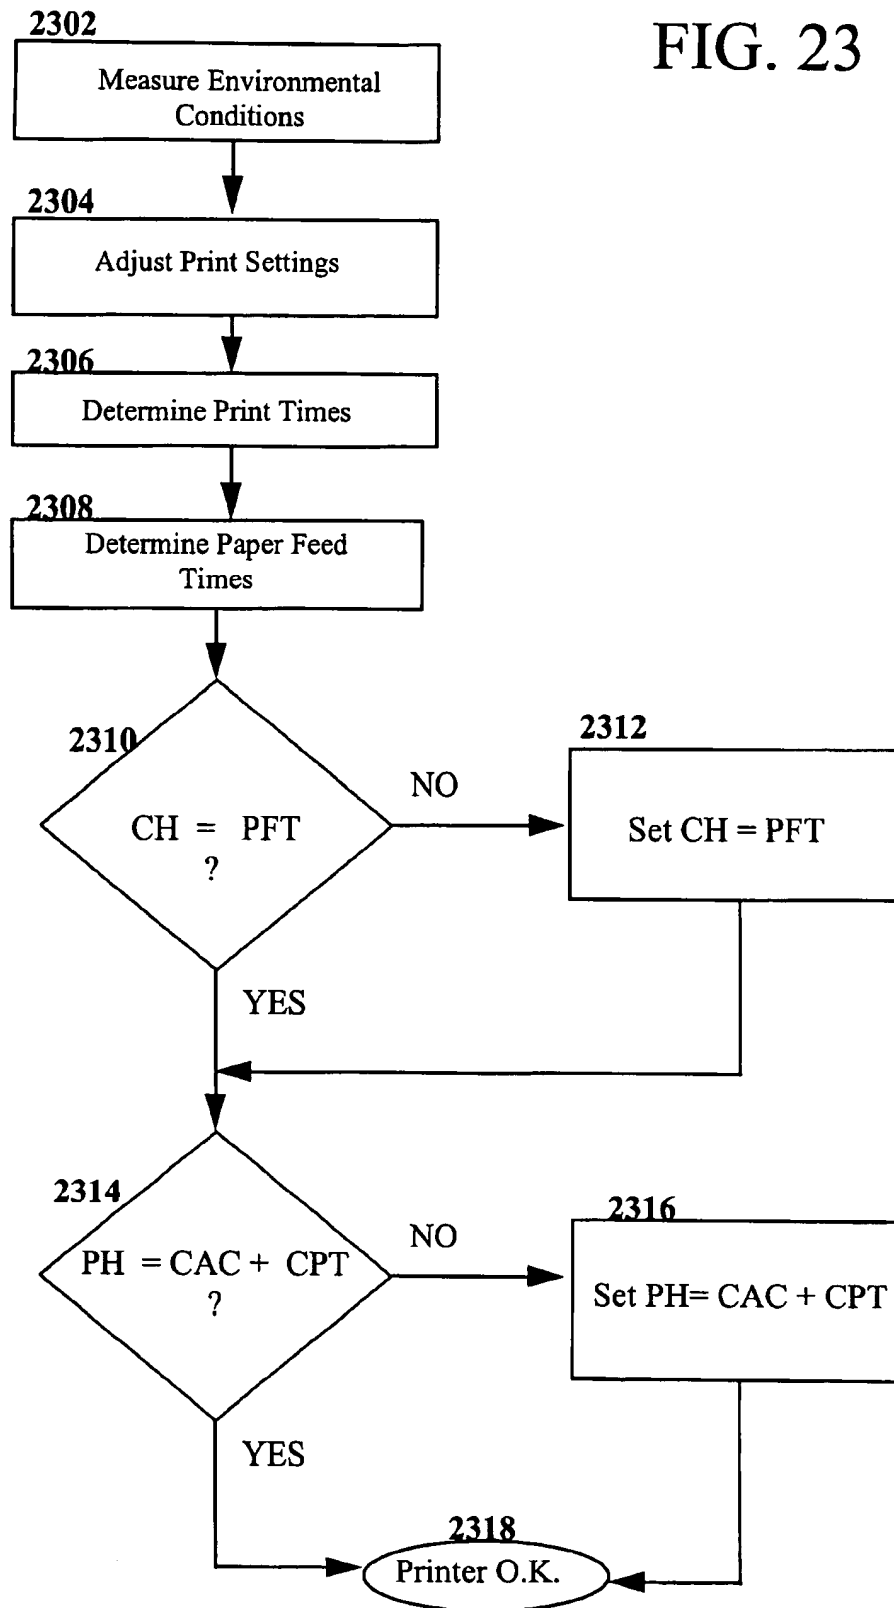 FIG. 23
2302
Measure Environmental
Conditions
2304
Adjust Print Settings
2306
Determine Print Times
2308
Determine Paper Feed
Times
2310
CH = PFT
?
NO
2312
Set CH = PFT
YES
2314
PH = CAC + CPT
?
NO
2316
Set PH= CAC + CPT
YES
2318
Printer O.K.